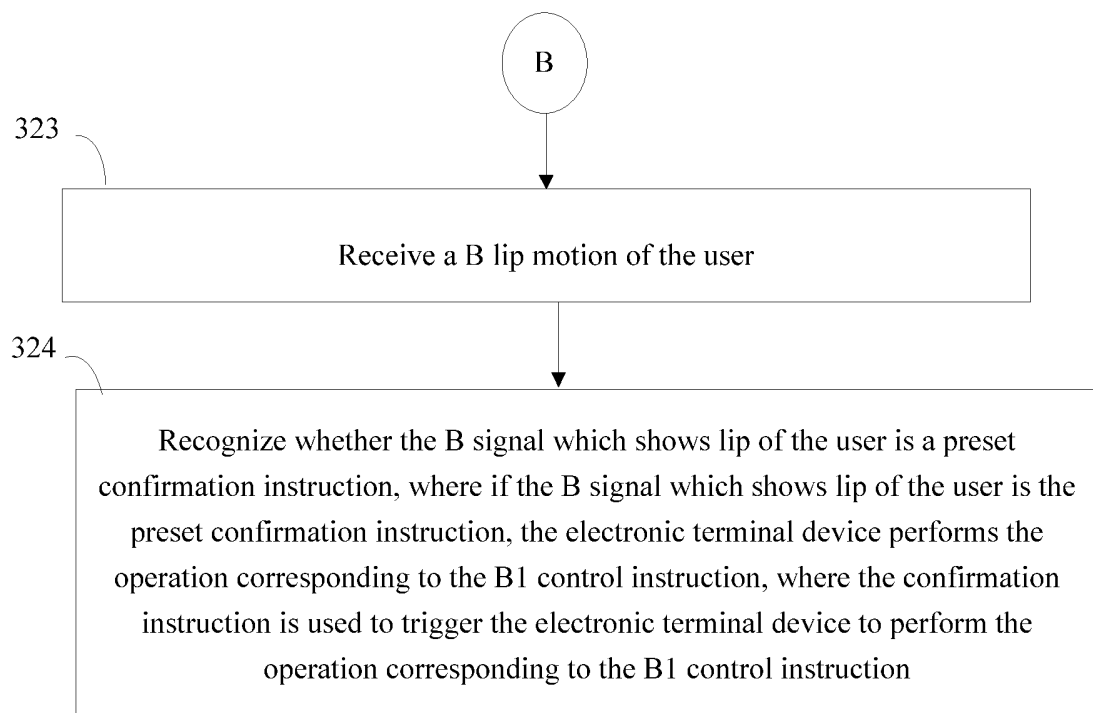 B
323
Receive a B lip motion of the user
324
Recognize whether the B signal which shows lip of the user is a preset
confirmation instruction, where if the B signal which shows lip of the user is the
preset confirmation instruction, the electronic terminal device performs the
operation corresponding to the B1 control instruction, where the confirmation
instruction is used to trigger the electronic terminal device to perform the
operation corresponding to the B1 control instruction